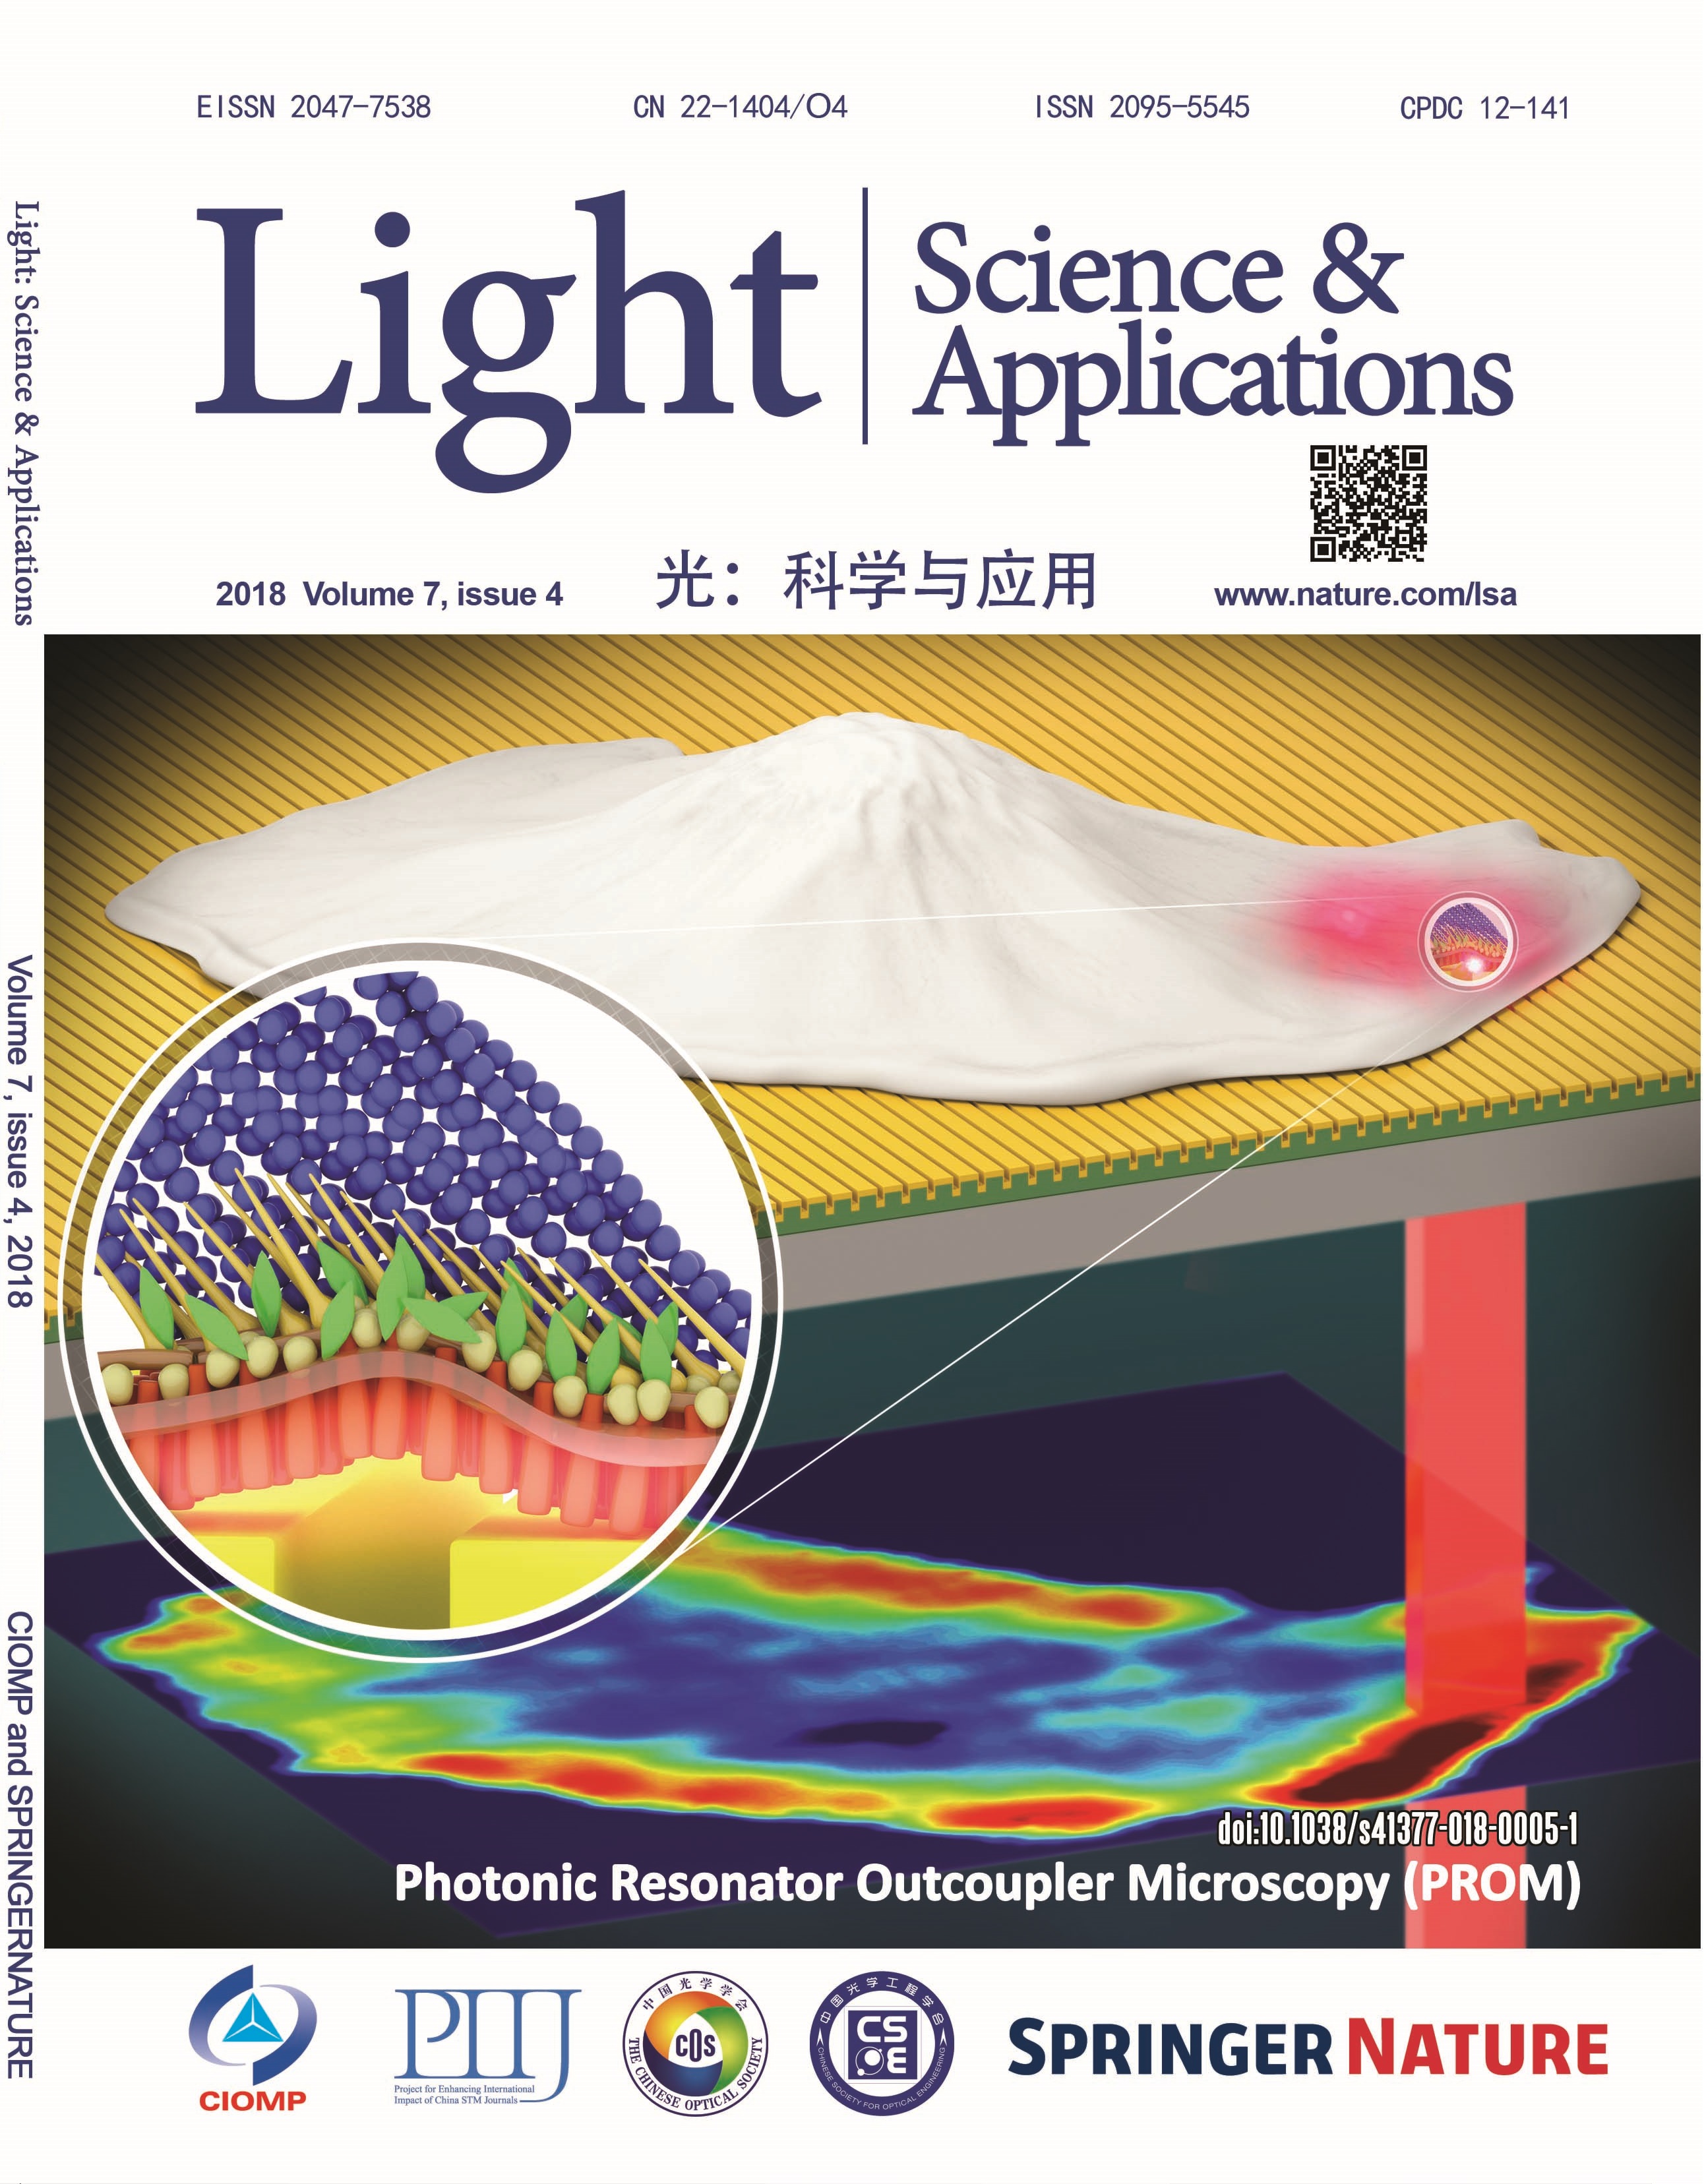 EISSN 2047-7538
CN 22-1404/O4
ISSN 2095-5545
CPDC 12-141
Light
Science &
Applications
2018 Volume 7, issue 4
光：科学与应用
www.nature.com/lsa
Light: Science & Applications
Volume 7, issue 4, 2018
CIOMP and SPRINGERNATURE
doi:10.1038/s41377-018-0005-1
Photonic Resonator Outcoupler Microscopy (PROM)
CIOMP
PIIJ
Project for Enhancing International
Impact of China STM Journals
中国光学学会
COS
THE CHINESE OPTICAL SOCIETY
中国光学工程学会
CSOE
CHINESE SOCIETY FOR OPTICAL ENGINEERING
SPRINGER NATURE